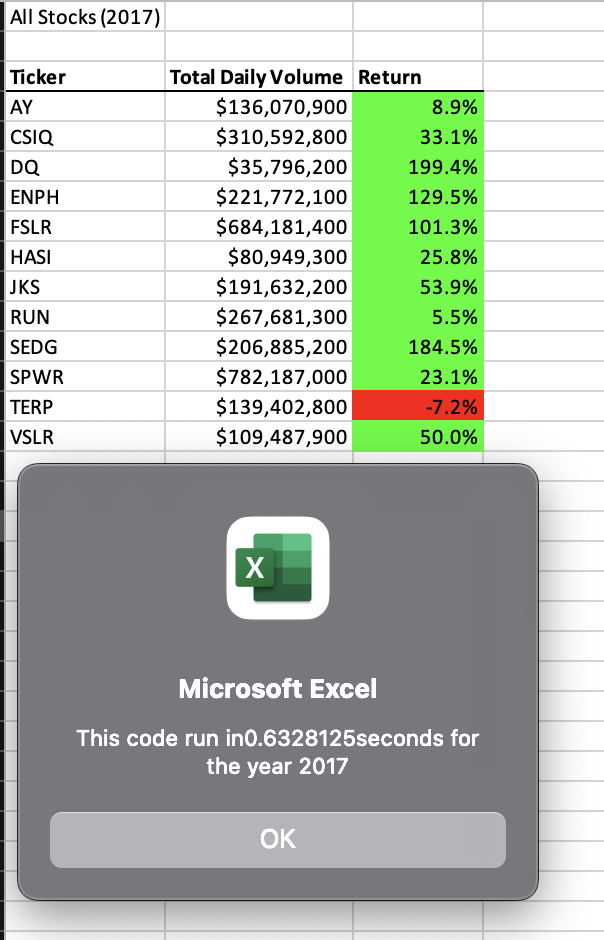 All Stocks (2017)
Ticker Total Daily Volume Return
AY $136,070,900 8.9%
CSIQ $310,592,800 33.1%
DQ $35,796,200 199.4%
ENPH $221,772,100 129.5%
FSLR $684,181,400 101.3%
HASI $80,949,300 25.8%
JKS $191,632,200 53.9%
RUN $267,681,300 5.5%
SEDG $206,885,200 184.5%
SPWR $782,187,000 23.1%
TERP $139,402,800 -7.2%
VSLR $109,487,900 50.0%
X
Microsoft Excel
This code run in0.6328125seconds for
the year 2017
OK